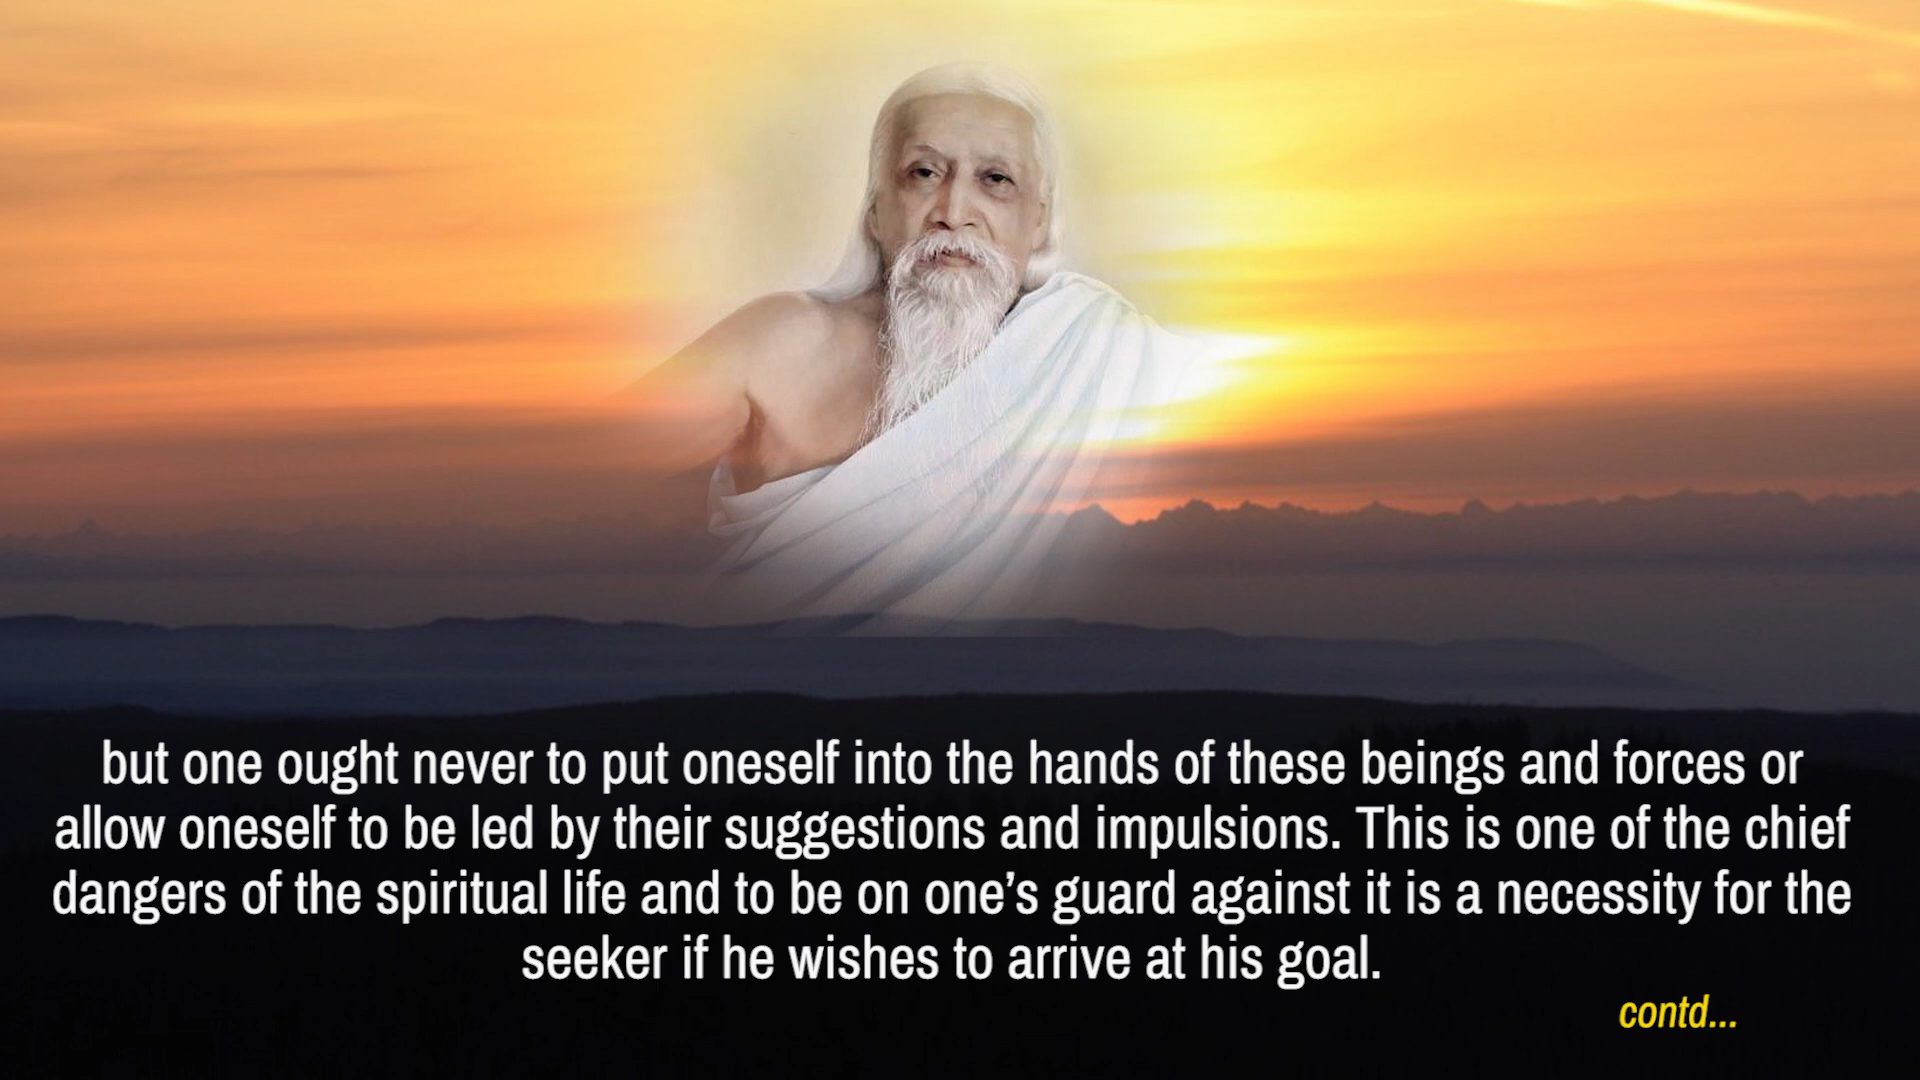 but one ought never to put oneself into the hands of these beings and forces or
allow oneself to be led by their suggestions and impulsions. This is one of the chief
dangers of the spiritual life and to be on one’s guard against it is a necessity for the
seeker if he wishes to arrive at his goal.
contd...